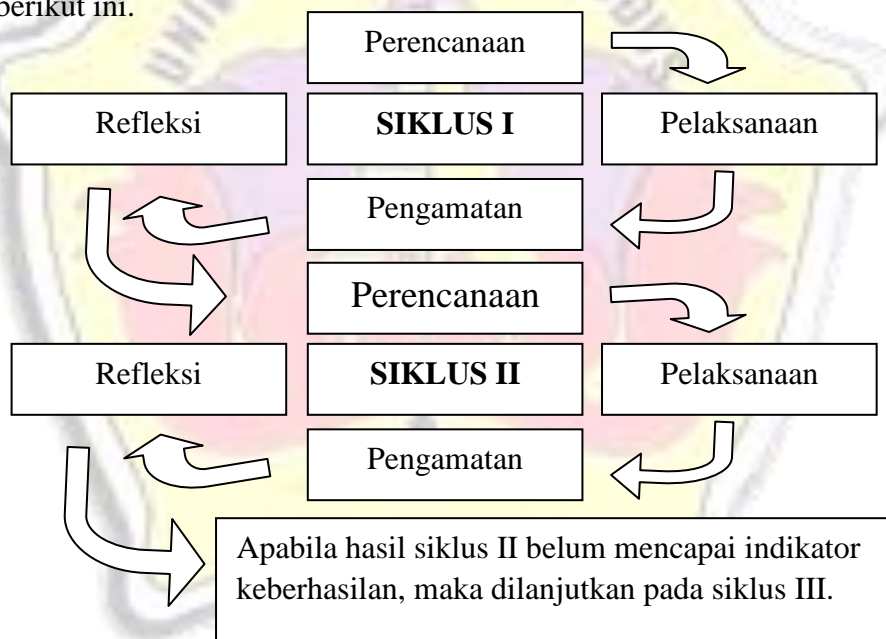 berikut ini.
Perencanaan
Refleksi
SIKLUS I
Pelaksanaan
Pengamatan
Perencanaan
Refleksi
SIKLUS II
Pelaksanaan
Pengamatan
Apabila hasil siklus II belum mencapai indikator
keberhasilan, maka dilanjutkan pada siklus III.